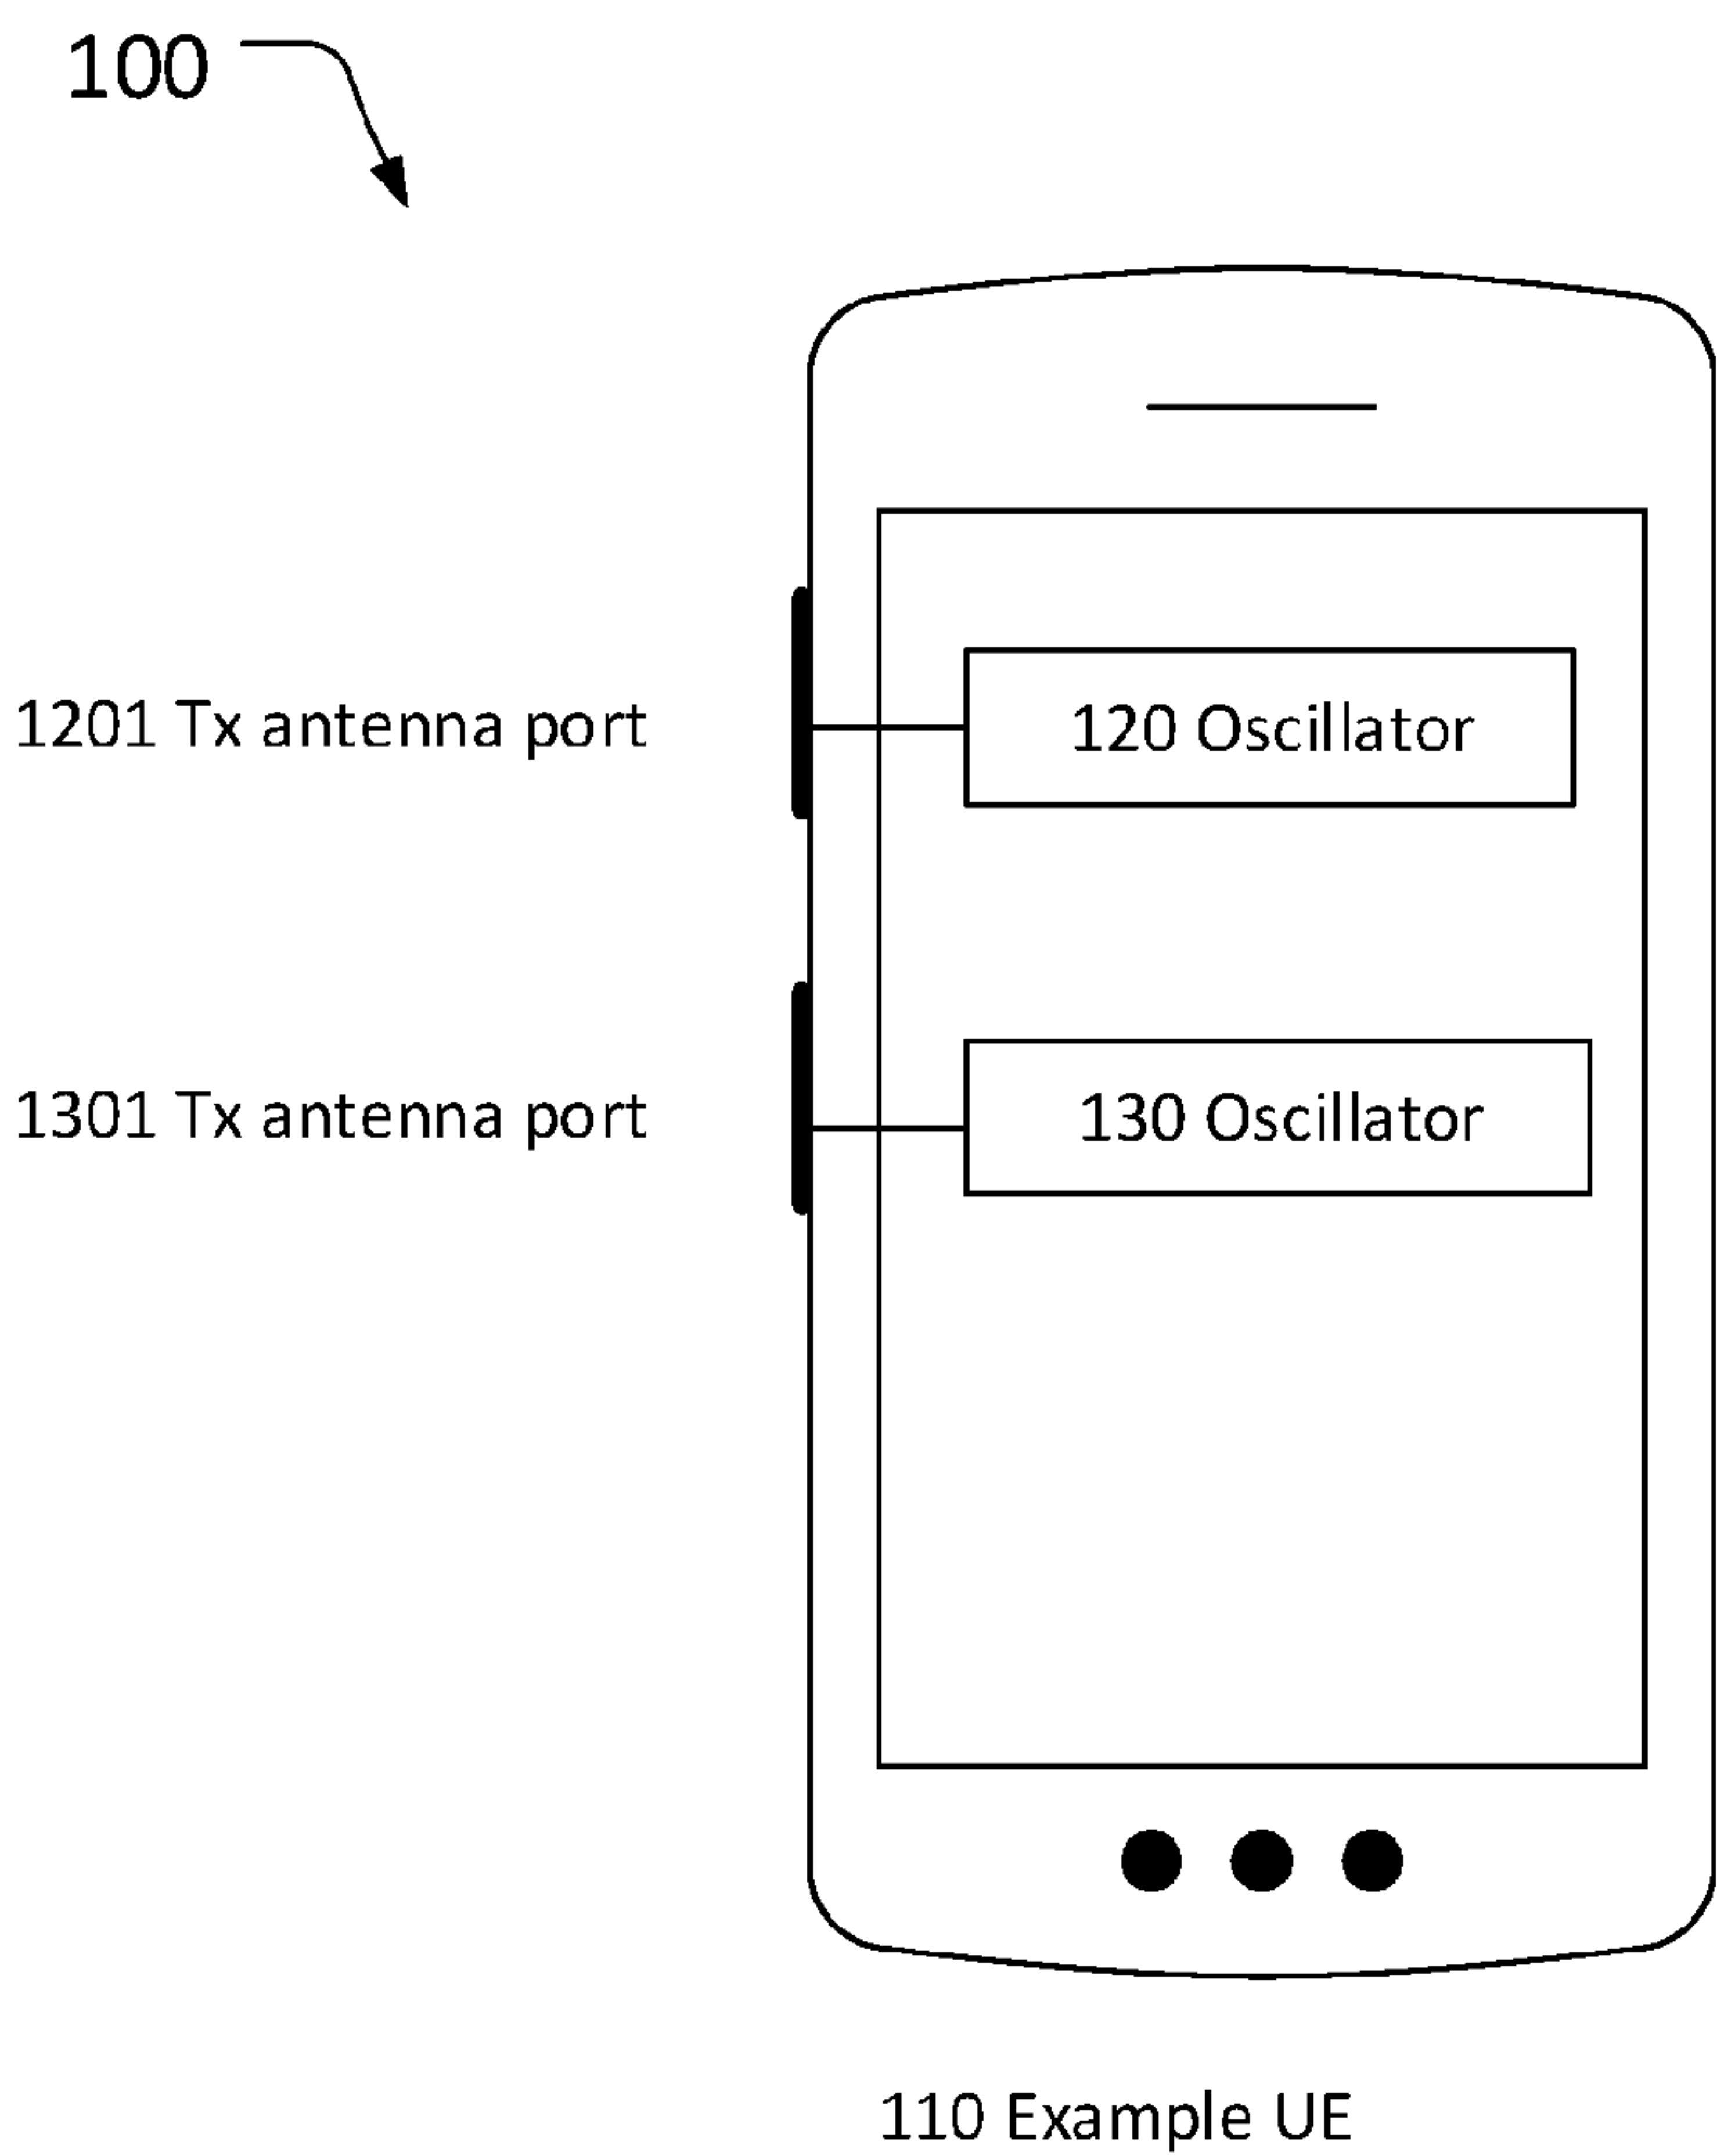 100
1201 Tx antenna port
120 Oscillator
1301 Tx antenna port
130 Oscillator
110 Example UE